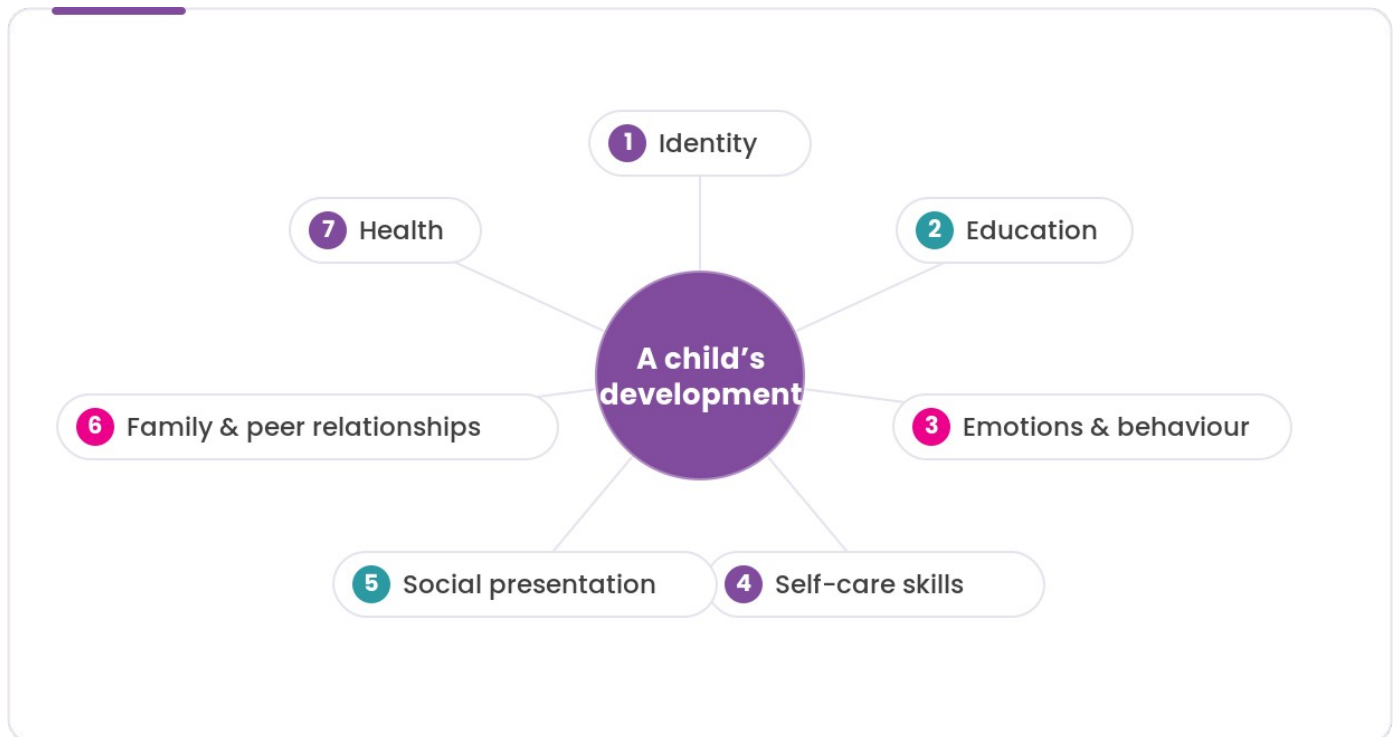 1 Identity
7 Health
2 Education
A child’s
development
6 Family & peer relationships
3 Emotions & behaviour
5 Social presentation
4 Self-care skills